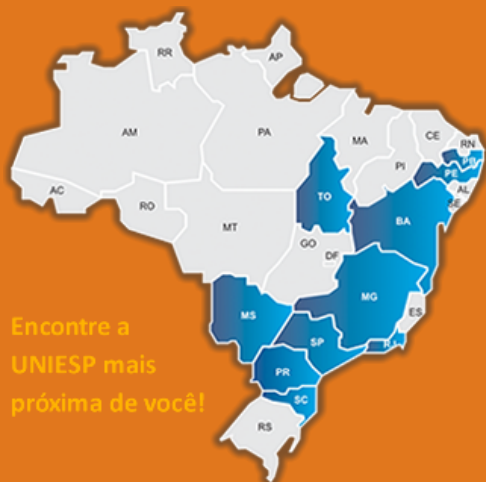 RR
AP
AM
PA
MA
CE
RN
PB
PI
PE
AL
SE
AC
RO
TO
BA
MT
GO
DF
MG
ES
MS
SP
RJ
PR
SC
RS
Encontre a
UNIESP mais
próxima de você!